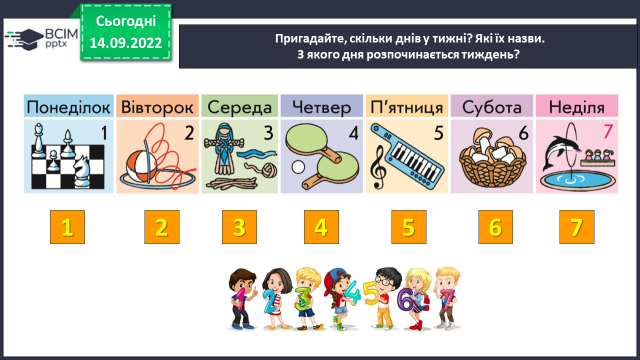 ВСІМ
pptx
Сьогодні
14.09.2022
Пригадайте, скільки днів у тижні? Які їх назви.
З якого дня розпочинається тиждень?
Понеділок Вівторок Середа Четвер П'ятниця Субота Неділя
1 2 3 4 5 6 7
1 2 3 4 5 6 7
1 2 3 4 5 6 7